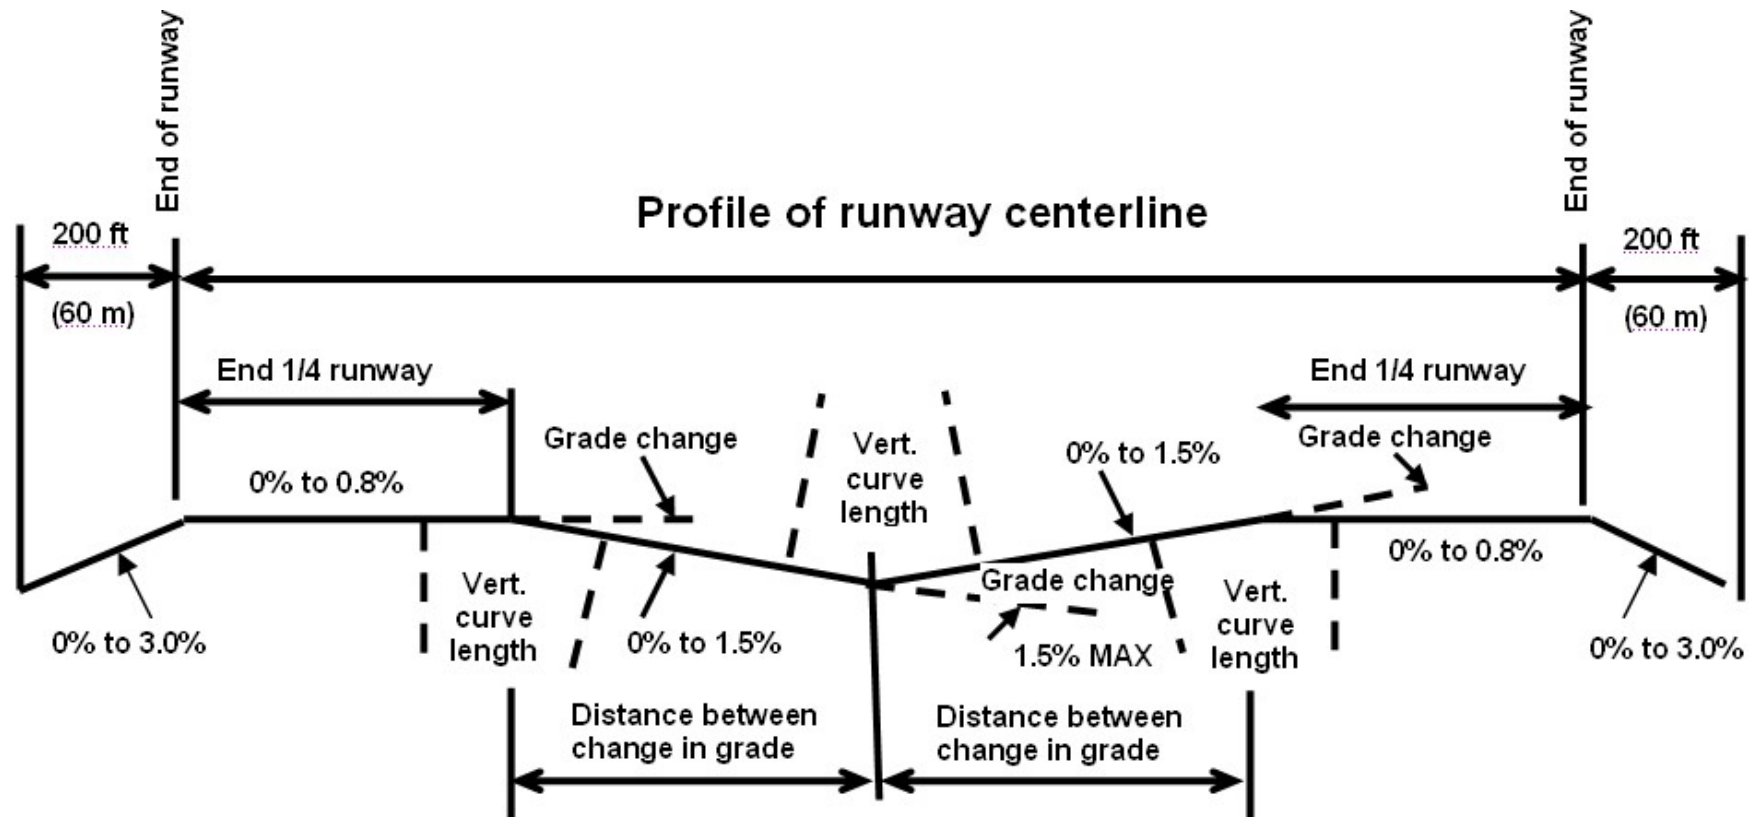 End of runway
End of runway
Profile of runway centerline
200 ft
(60 m)
200 ft
(60 m)
End 1/4 runway
End 1/4 runway
Grade change
Vert.
curve
length
0% to 1.5%
Grade change
0% to 0.8%
0% to 0.8%
Vert.
curve
length
0% to 3.0%
0% to 1.5%
Grade change
1.5% MAX
Vert.
curve
length
0% to 3.0%
Distance between
change in grade
Distance between
change in grade